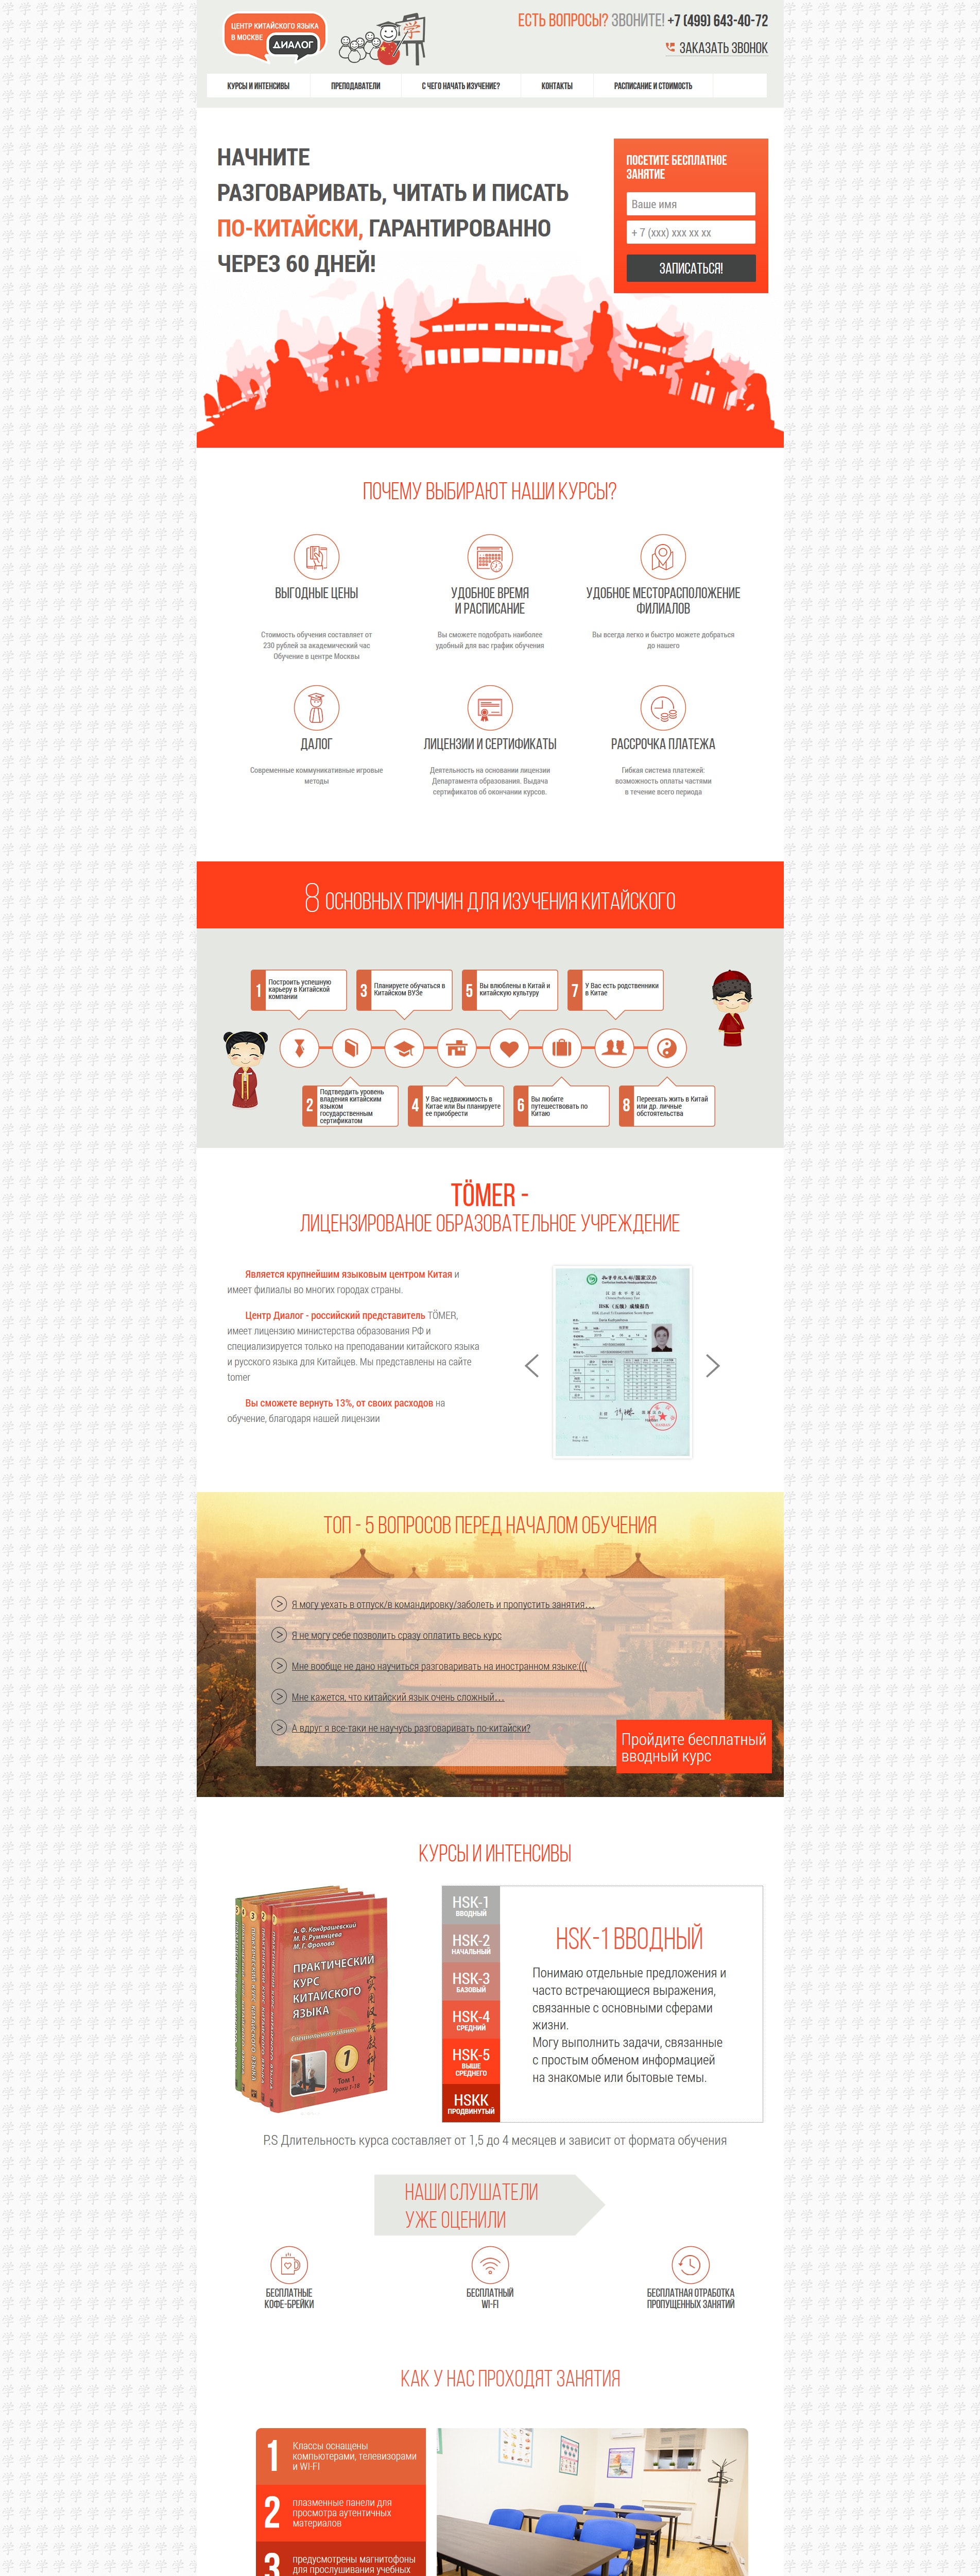 ЦЕНТР КИТАЙСКОГО ЯЗЫКА
В МОСКВЕ
ДИАЛОГ
ЕСТЬ ВОПРОСЫ? ЗВОНИТЕ! +7 (499) 643-40-72
ЗАКАЗАТЬ ЗВОНОК
КУРСЫ И ИНТЕНСИВЫ
ПРЕПОДАВАТЕЛИ
С ЧЕГО НАЧАТЬ ИЗУЧЕНИЕ?
КОНТАКТЫ
РАСПИСАНИЕ И СТОИМОСТЬ
НАЧНИТЕ
РАЗГОВАРИВАТЬ, ЧИТАТЬ И ПИСАТЬ
ПО-КИТАЙСКИ, ГАРАНТИРОВАННО
ЧЕРЕЗ 60 ДНЕЙ!
ПОСЕТИТЕ БЕСПЛАТНОЕ
ЗАНЯТИЕ
Ваше имя
+ 7 (xxx) xxx xx xx
ЗАПИСАТЬСЯ!
ПОЧЕМУ ВЫБИРАЮТ НАШИ КУРСЫ?
ВЫГОДНЫЕ ЦЕНЫ
Стоимость обучения составляет от
230 рублей за академический час
Обучение в центре Москвы
УДОБНОЕ ВРЕМЯ
И РАСПИСАНИЕ
Вы сможете подобрать наиболее
удобный для вас график обучения
УДОБНОЕ МЕСТОРАСПОЛОЖЕНИЕ
ФИЛИАЛОВ
Вы всегда легко и быстро можете добраться
до нашего
ДАЛОГ
Современные коммуникативные игровые
методы
ЛИЦЕНЗИИ И СЕРТИФИКАТЫ
Деятельность на основании лицензии
Департамента образования. Выдача
сертификатов об окончании курсов.
РАССРОЧКА ПЛАТЕЖА
Гибкая система платежей:
возможность оплаты частями
в течение всего периода
8 ОСНОВНЫХ ПРИЧИН ДЛЯ ИЗУЧЕНИЯ КИТАЙСКОГО
1
Построить успешную
карьеру в Китайской
компании
3
Планируете обучаться в
Китайском ВУЗе
5
Вы влюблены в Китай и
китайскую культуру
7
У Вас есть родственники
в Китае
2
Подтвердить уровень
владения китайским
языком
государственным
сертификатом
4
У Вас недвижимость в
Китае или Вы планируете
ее приобрести
6
Вы любите
путешествовать по
Китаю
8
Переехать жить в Китай
или др. личные
обстоятельства
TÖMER -
ЛИЦЕНЗИРОВАНОЕ ОБРАЗОВАТЕЛЬНОЕ УЧРЕЖДЕНИЕ
Является крупнейшим языковым центром Китая и
имеет филиалы во многих городах страны.
Центр Диалог - российский представитель TÖMER,
имеет лицензию министерства образования РФ и
специализируется только на преподавании китайского языка
и русского языка для Китайцев. Мы представлены на сайте
tomer
Вы сможете вернуть 13%, от своих расходов на
обучение, благодаря нашей лицензии
ТОП - 5 ВОПРОСОВ ПЕРЕД НАЧАЛОМ ОБУЧЕНИЯ
Я могу уехать в отпуск/в командировку/заболеть и пропустить занятия…
Я не могу себе позволить сразу оплатить весь курс
Мне вообще не дано научиться разговаривать на иностранном языке:(((
Мне кажется, что китайский язык очень сложный…
А вдруг я все-таки не научусь разговаривать по-китайски?
Пройдите бесплатный
вводный курс
КУРСЫ И ИНТЕНСИВЫ
А. Ф. Кондрашевский
М. В. Румянцева
М. Г. Фролова
ПРАКТИЧЕСКИЙ
КУРС
КИТАЙСКОГО
ЯЗЫКА
1
Том 1
Уроки 1-18
HSK-1
ВВОДНЫЙ
HSK-2
НАЧАЛЬНЫЙ
HSK-3
БАЗОВЫЙ
HSK-4
СРЕДНИЙ
HSK-5
ВЫШЕ
СРЕДНЕГО
HSKK
ПРОДВИНУТЫЙ
HSK-1 ВВОДНЫЙ
Понимаю отдельные предложения и
часто встречающиеся выражения,
связанные с основными сферами
жизни.
Могу выполнить задачи, связанные
с простым обменом информацией
на знакомые или бытовые темы.
P.S Длительность курса составляет от 1,5 до 4 месяцев и зависит от формата обучения
НАШИ СЛУШАТЕЛИ
УЖЕ ОЦЕНИЛИ
БЕСПЛАТНЫЕ
КОФЕ-БРЕЙКИ
БЕСПЛАТНЫЙ
WI-FI
БЕСПЛАТНАЯ ОТРАБОТКА
ПРОПУЩЕННЫХ ЗАНЯТИЙ
КАК У НАС ПРОХОДЯТ ЗАНЯТИЯ
1
Классы оснащены
компьютерами, телевизорами
и WI-FI
2
плазменные панели для
просмотра аутентичных
материалов
3
предусмотрены магнитофоны
для прослушивания учебных